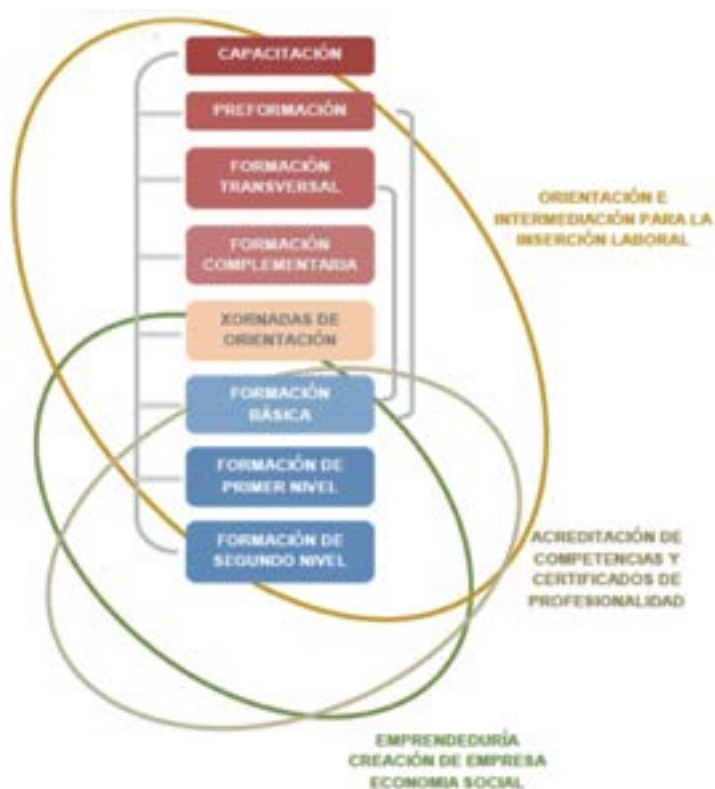 CAPACITACIÓN
PREFORMACIÓN
FORMACIÓN
TRANSVERSAL
FORMACIÓN
COMPLEMENTARIA
XORNADAS DE
ORIENTACIÓN
FORMACIÓN
BÁSICA
FORMACIÓN DE
PRIMER NIVEL
FORMACIÓN DE
SEGUNDO NIVEL
ORIENTACIÓN E
INTERMEDIACIÓN PARA LA
INSERCIÓN LABORAL
ACREDITACIÓN DE
COMPETENCIAS Y
CERTIFICADOS DE
PROFESIONALIDAD
EMPRENDEDURÍA
CREACIÓN DE EMPRESA
ECONOMIA SOCIAL